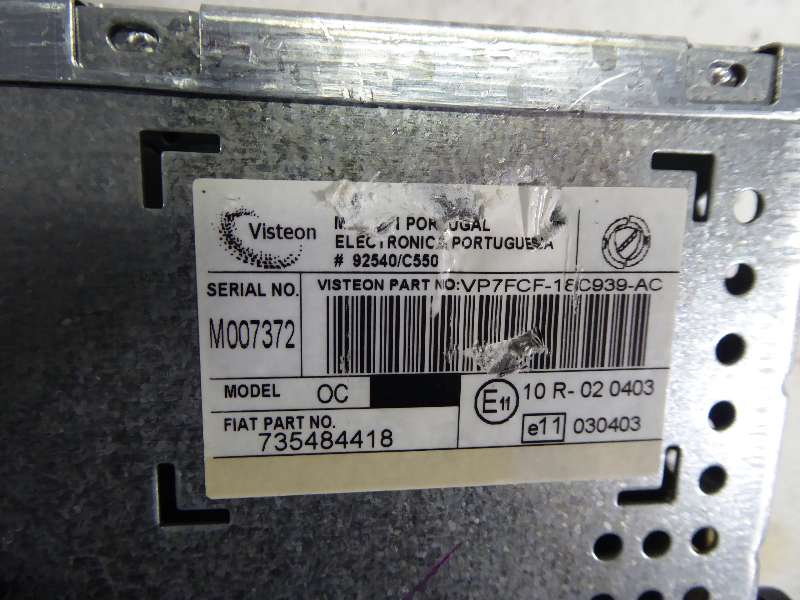 Visteon
PORTUGAL
ELECTRONICA PORTUGUESA
# 92540/C550
SERIAL NO.
VISTEON PART NO:VP7FCF-18C939-AC
M007372
MODEL OC
E11 10 R- 02 0403
FIAT PART NO.
735484418
e11 030403